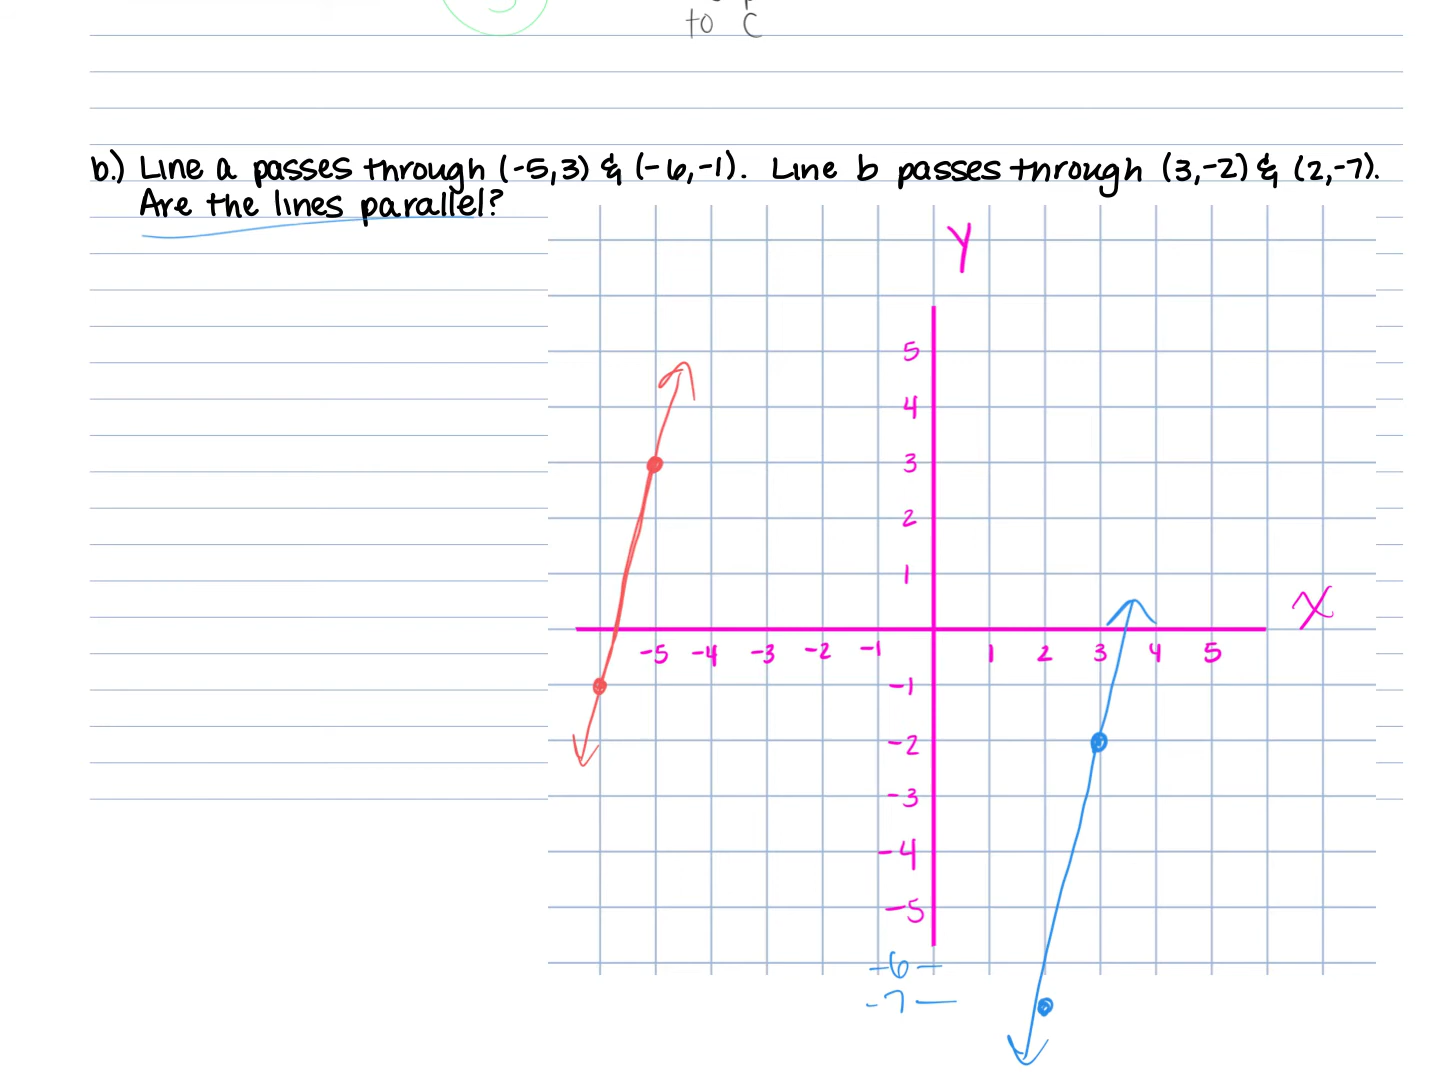 to C
b.) Line a passes through (-5,3) & (-6,-1). Line b passes through (3,-2) & (2,-7).
Are the lines parallel?
Y
5
4
3
2
1
X
-5 -4 -3 -2 -1 1 2 3 4 5
-1
-2
-3
-4
-5
-6
-7